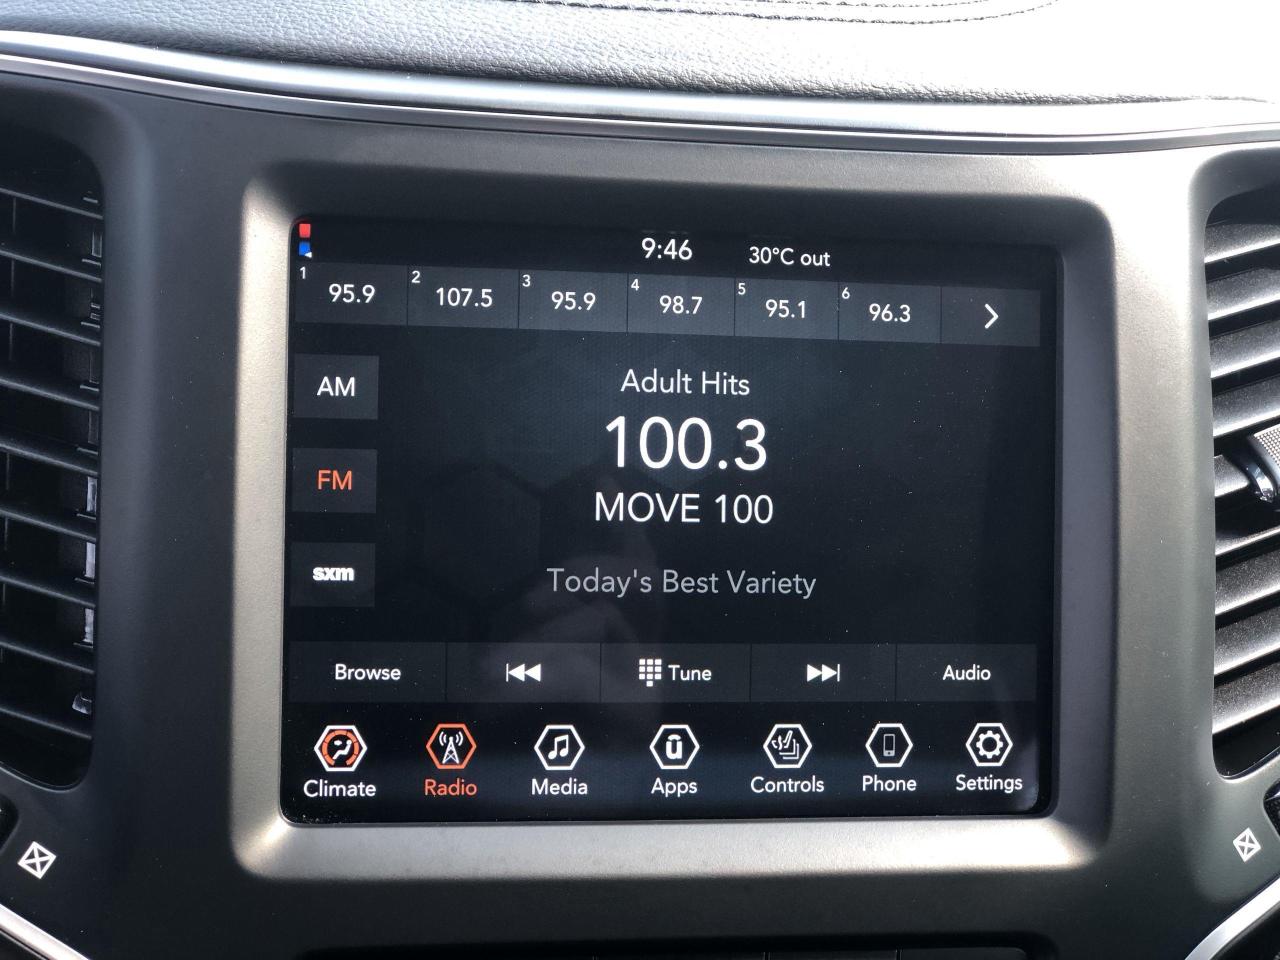 9:46 30°C out
1 95.9 2 107.5 3 95.9 4 98.7 5 95.1 6 96.3
AM
Adult Hits
100.3
FM
MOVE 100
sxm
Today's Best Variety
Browse Tune Audio
Climate Radio Media Apps Controls Phone Settings